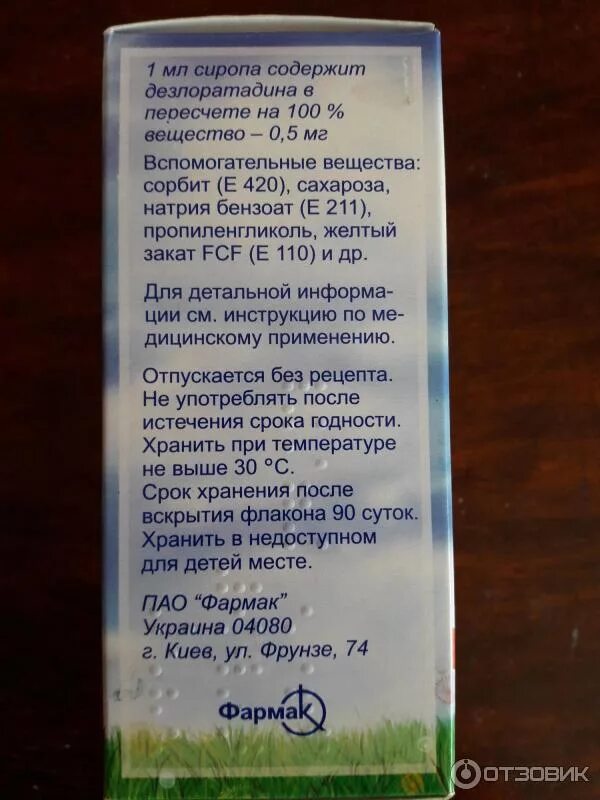 1 мл сиропа содержит
дезлоратадина в
пересчете на 100 %
вещество – 0,5 мг
Вспомогательные вещества:
сорбит (Е 420), сахароза,
натрия бензоат (Е 211),
пропиленгликоль, желтый
закат FCF (Е 110) и др.
Для детальной информа-
ции см. инструкцию по ме-
дицинскому применению.
Отпускается без рецепта.
Не употреблять после
истечения срока годности.
Хранить при температуре
не выше 30 °С.
Срок хранения после
вскрытия флакона 90 суток.
Хранить в недоступном
для детей месте.
ПАО “Фармак”
Украина 04080
г. Киев, ул. Фрунзе, 74
Фармак
ОТЗОВИК